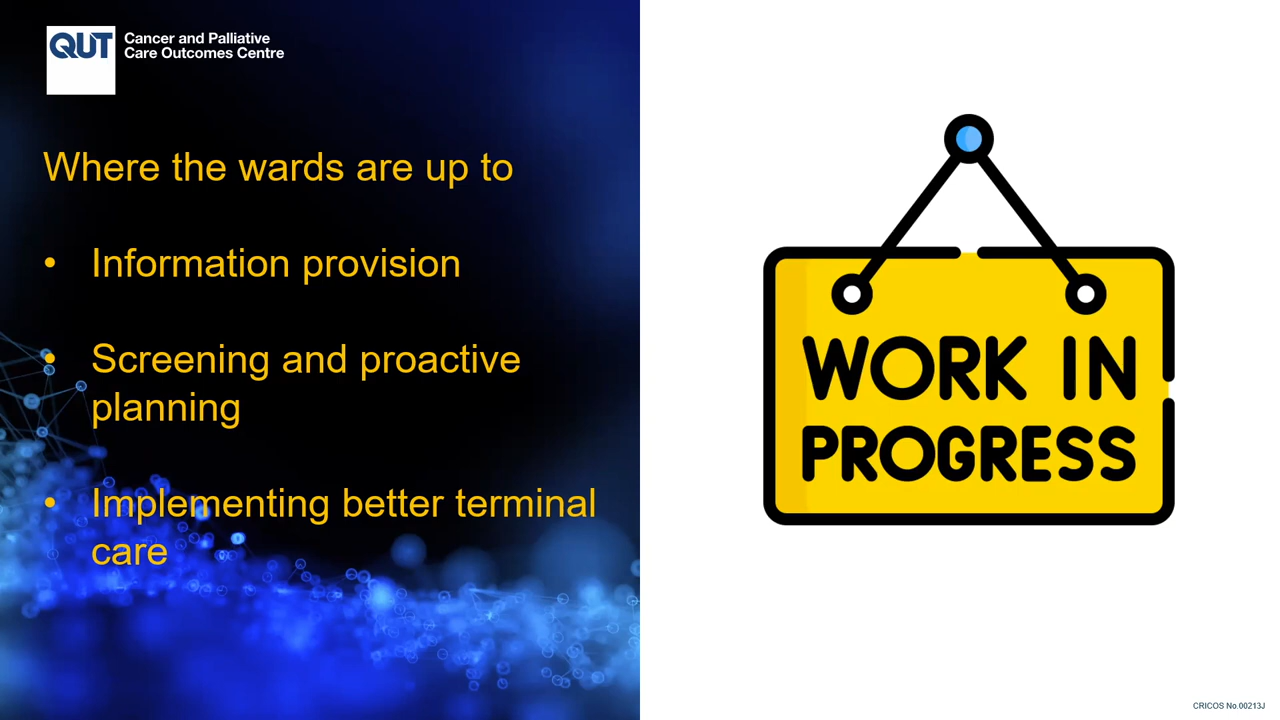 QUT
Cancer and Palliative
Care Outcomes Centre
Where the wards are up to
• Information provision
• Screening and proactive
planning
• Implementing better terminal
care
WORK IN
PROGRESS
CRICOS No.00213J